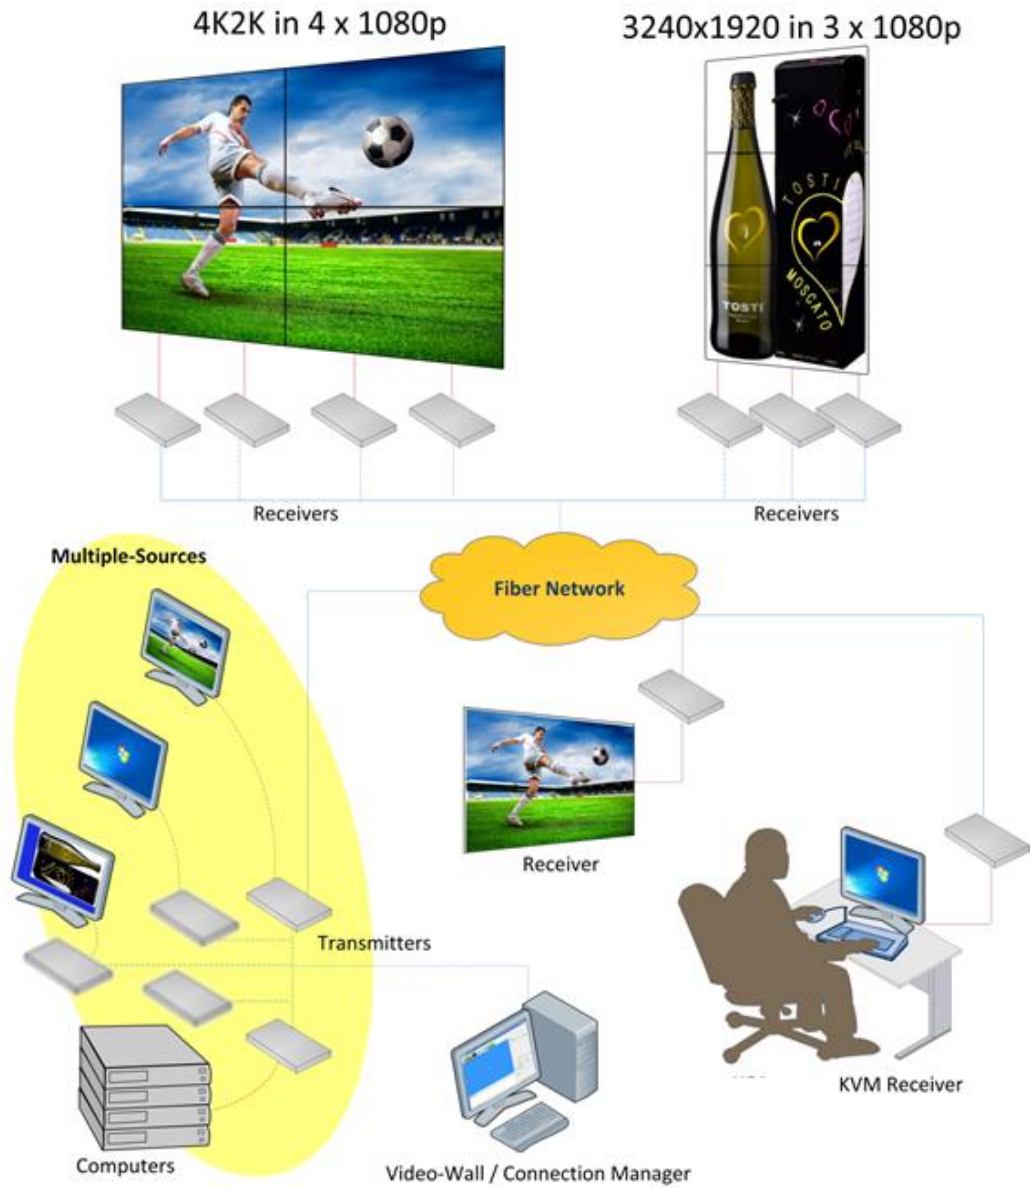 4K2K in 4 x 1080p
3240x1920 in 3 x 1080p
TOSTI
MOSCATO
TOSTI
Receivers
Receivers
Multiple-Sources
Fiber Network
Receiver
Transmitters
KVM Receiver
Computers
Video-Wall / Connection Manager